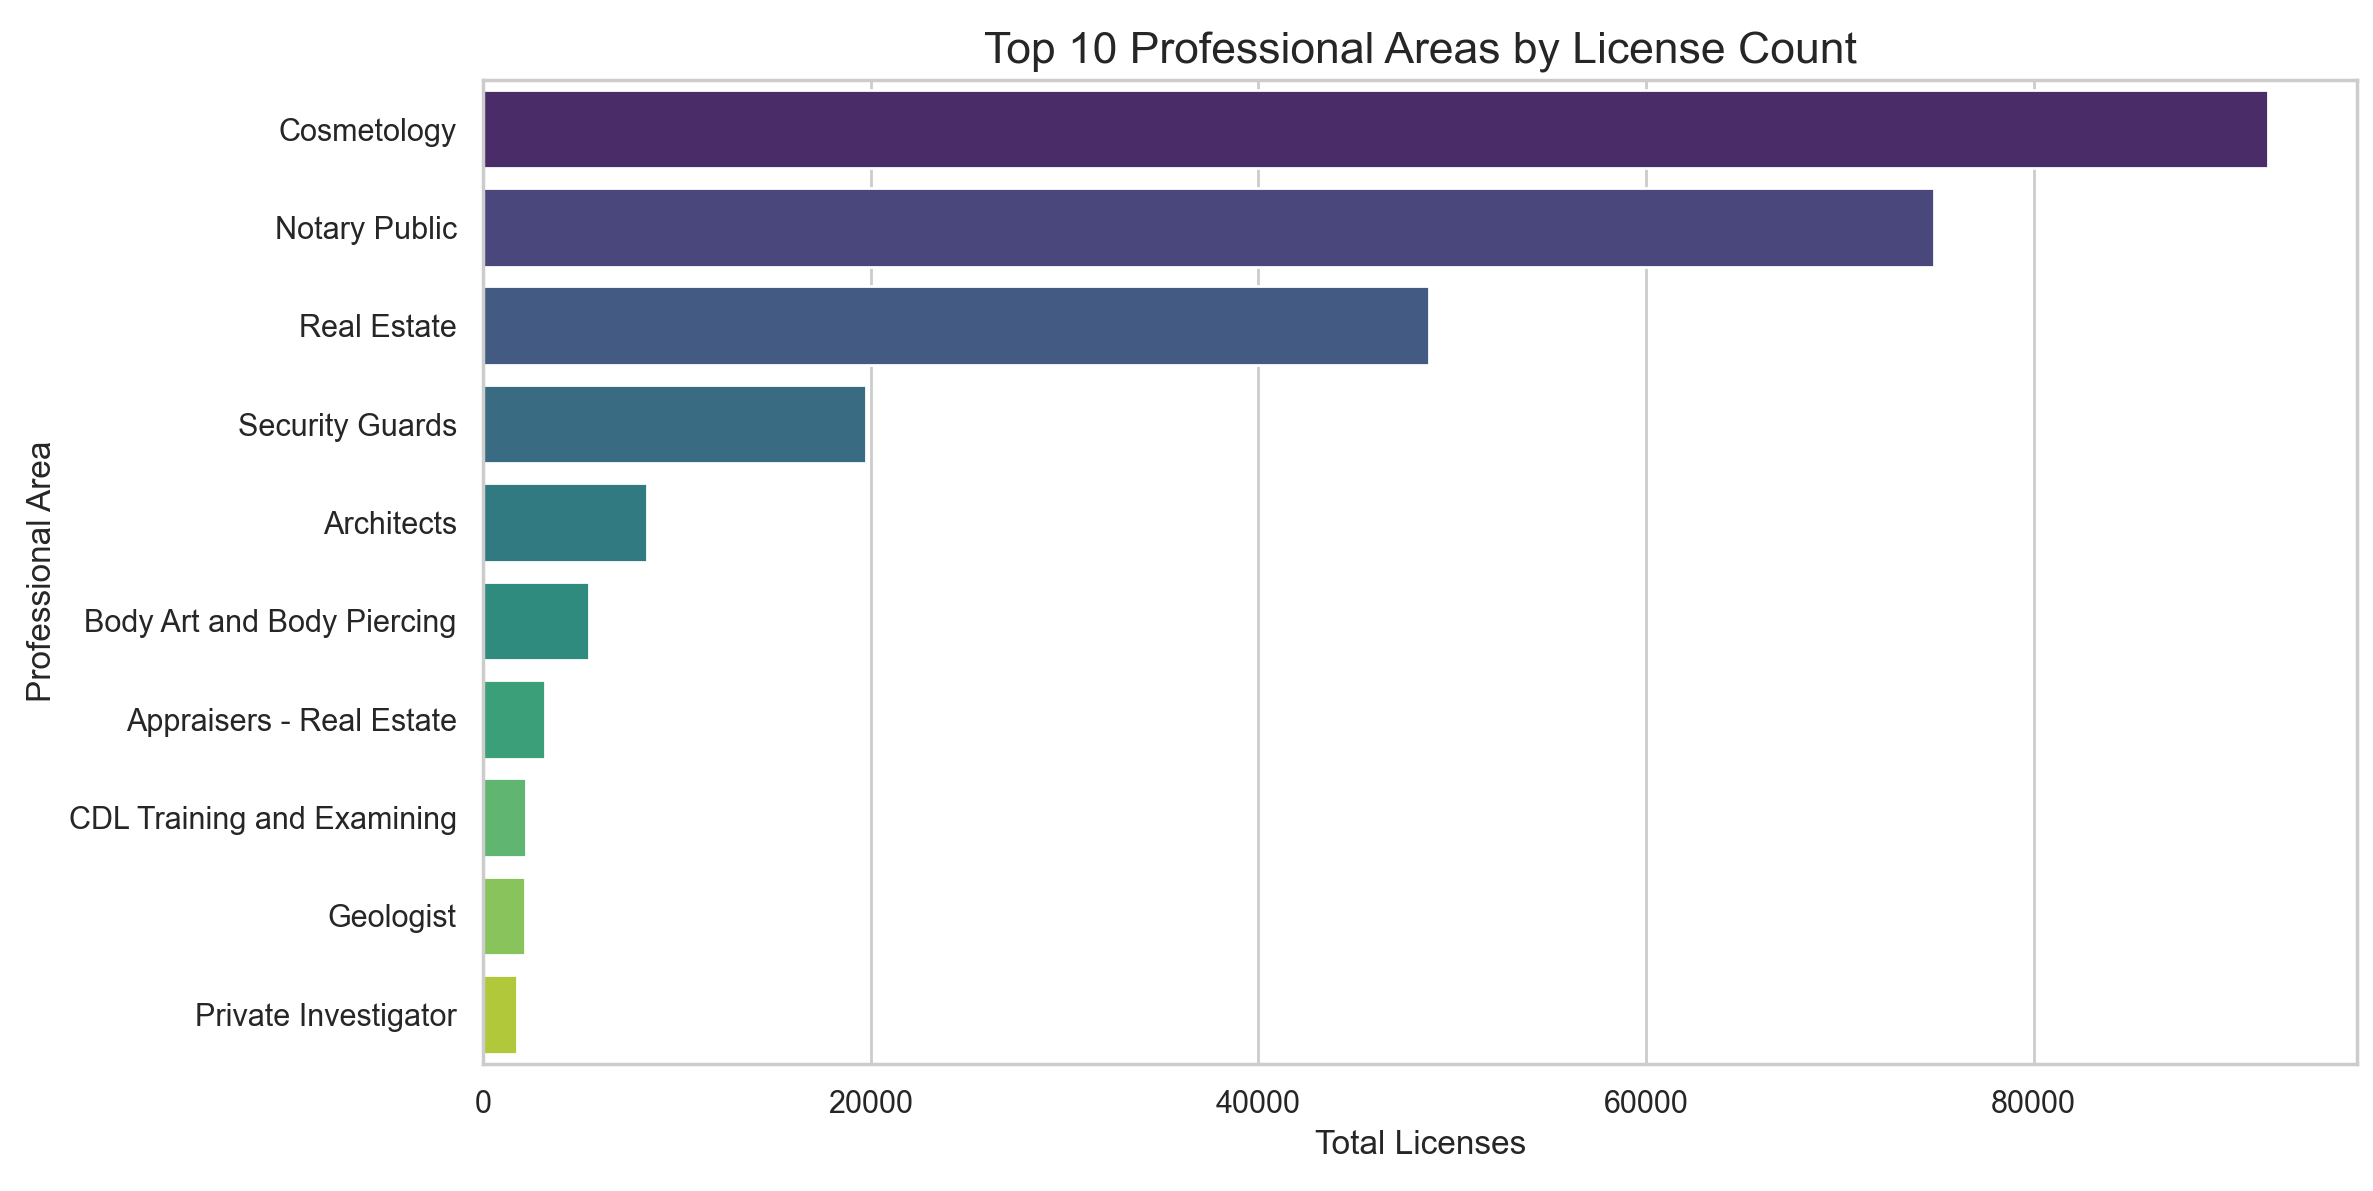 Top 10 Professional Areas by License Count
Professional Area
Cosmetology
Notary Public
Real Estate
Security Guards
Architects
Body Art and Body Piercing
Appraisers - Real Estate
CDL Training and Examining
Geologist
Private Investigator
0 20000 40000 60000 80000
Total Licenses